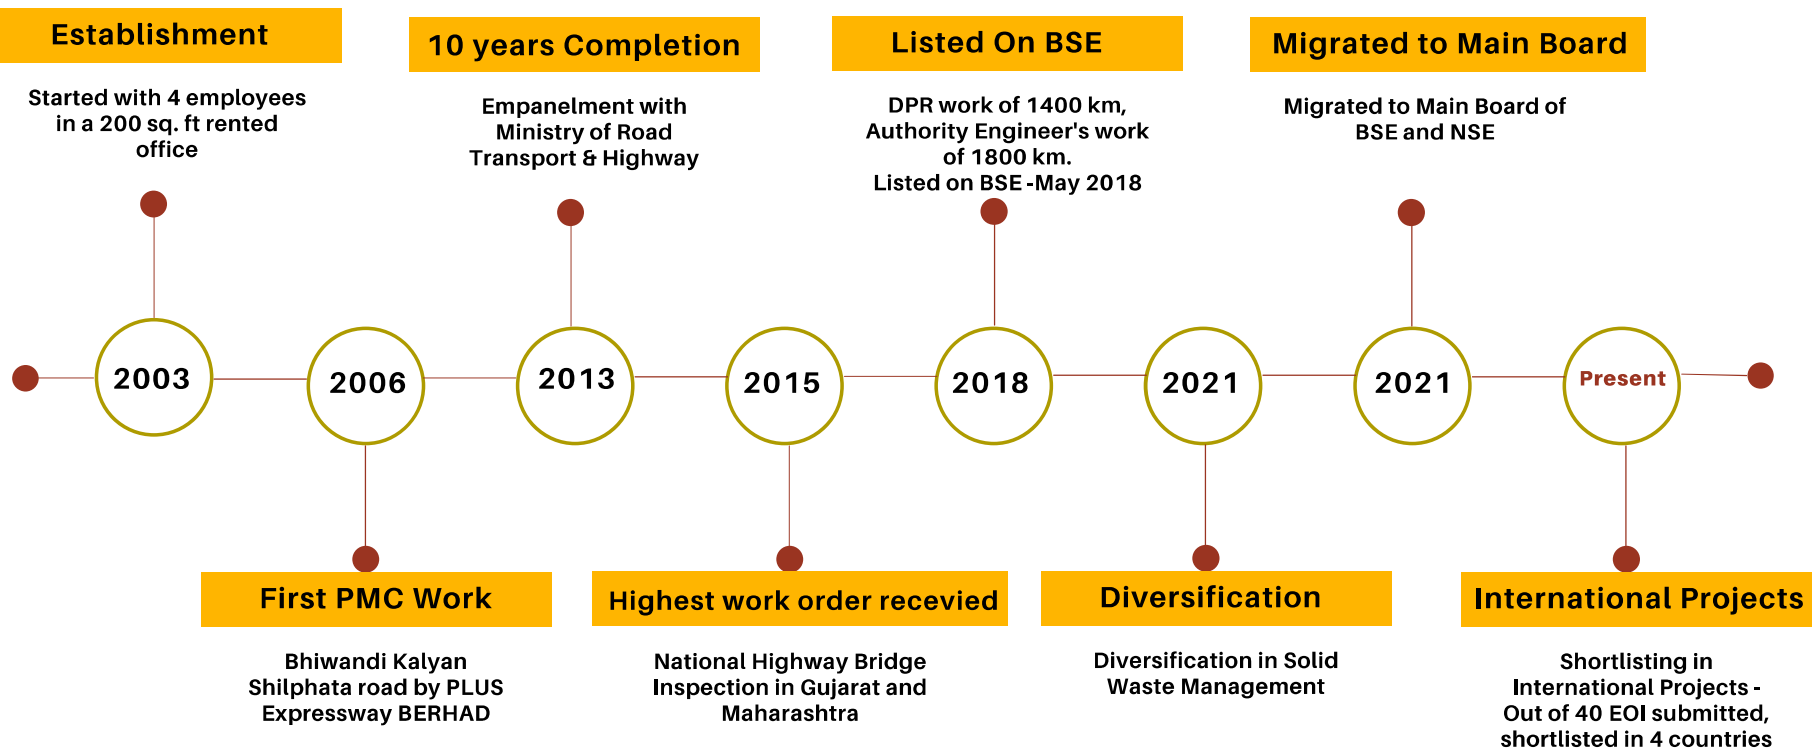 Establishment
Started with 4 employees
in a 200 sq. ft rented
office
10 years Completion
Empanelment with
Ministry of Road
Transport & Highway
Listed On BSE
DPR work of 1400 km,
Authority Engineer's work
of 1800 km.
Listed on BSE -May 2018
Migrated to Main Board
Migrated to Main Board of
BSE and NSE
2003
2006
2013
2015
2018
2021
2021
Present
First PMC Work
Bhiwandi Kalyan
Shilphata road by PLUS
Expressway BERHAD
Highest work order recevied
National Highway Bridge
Inspection in Gujarat and
Maharashtra
Diversification
Diversification in Solid
Waste Management
International Projects
Shortlisting in
International Projects -
Out of 40 EOI submitted,
shortlisted in 4 countries